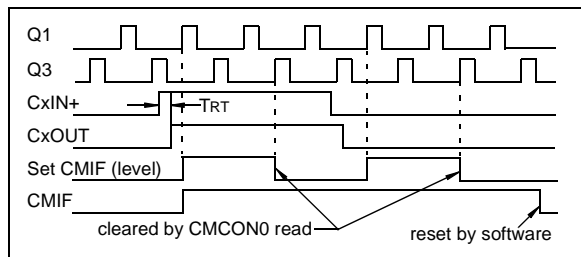 Q1
Q3
CxIN+
TRT
CxOUT
Set CMIF (level)
CMIF
cleared by CMCON0 read
reset by software